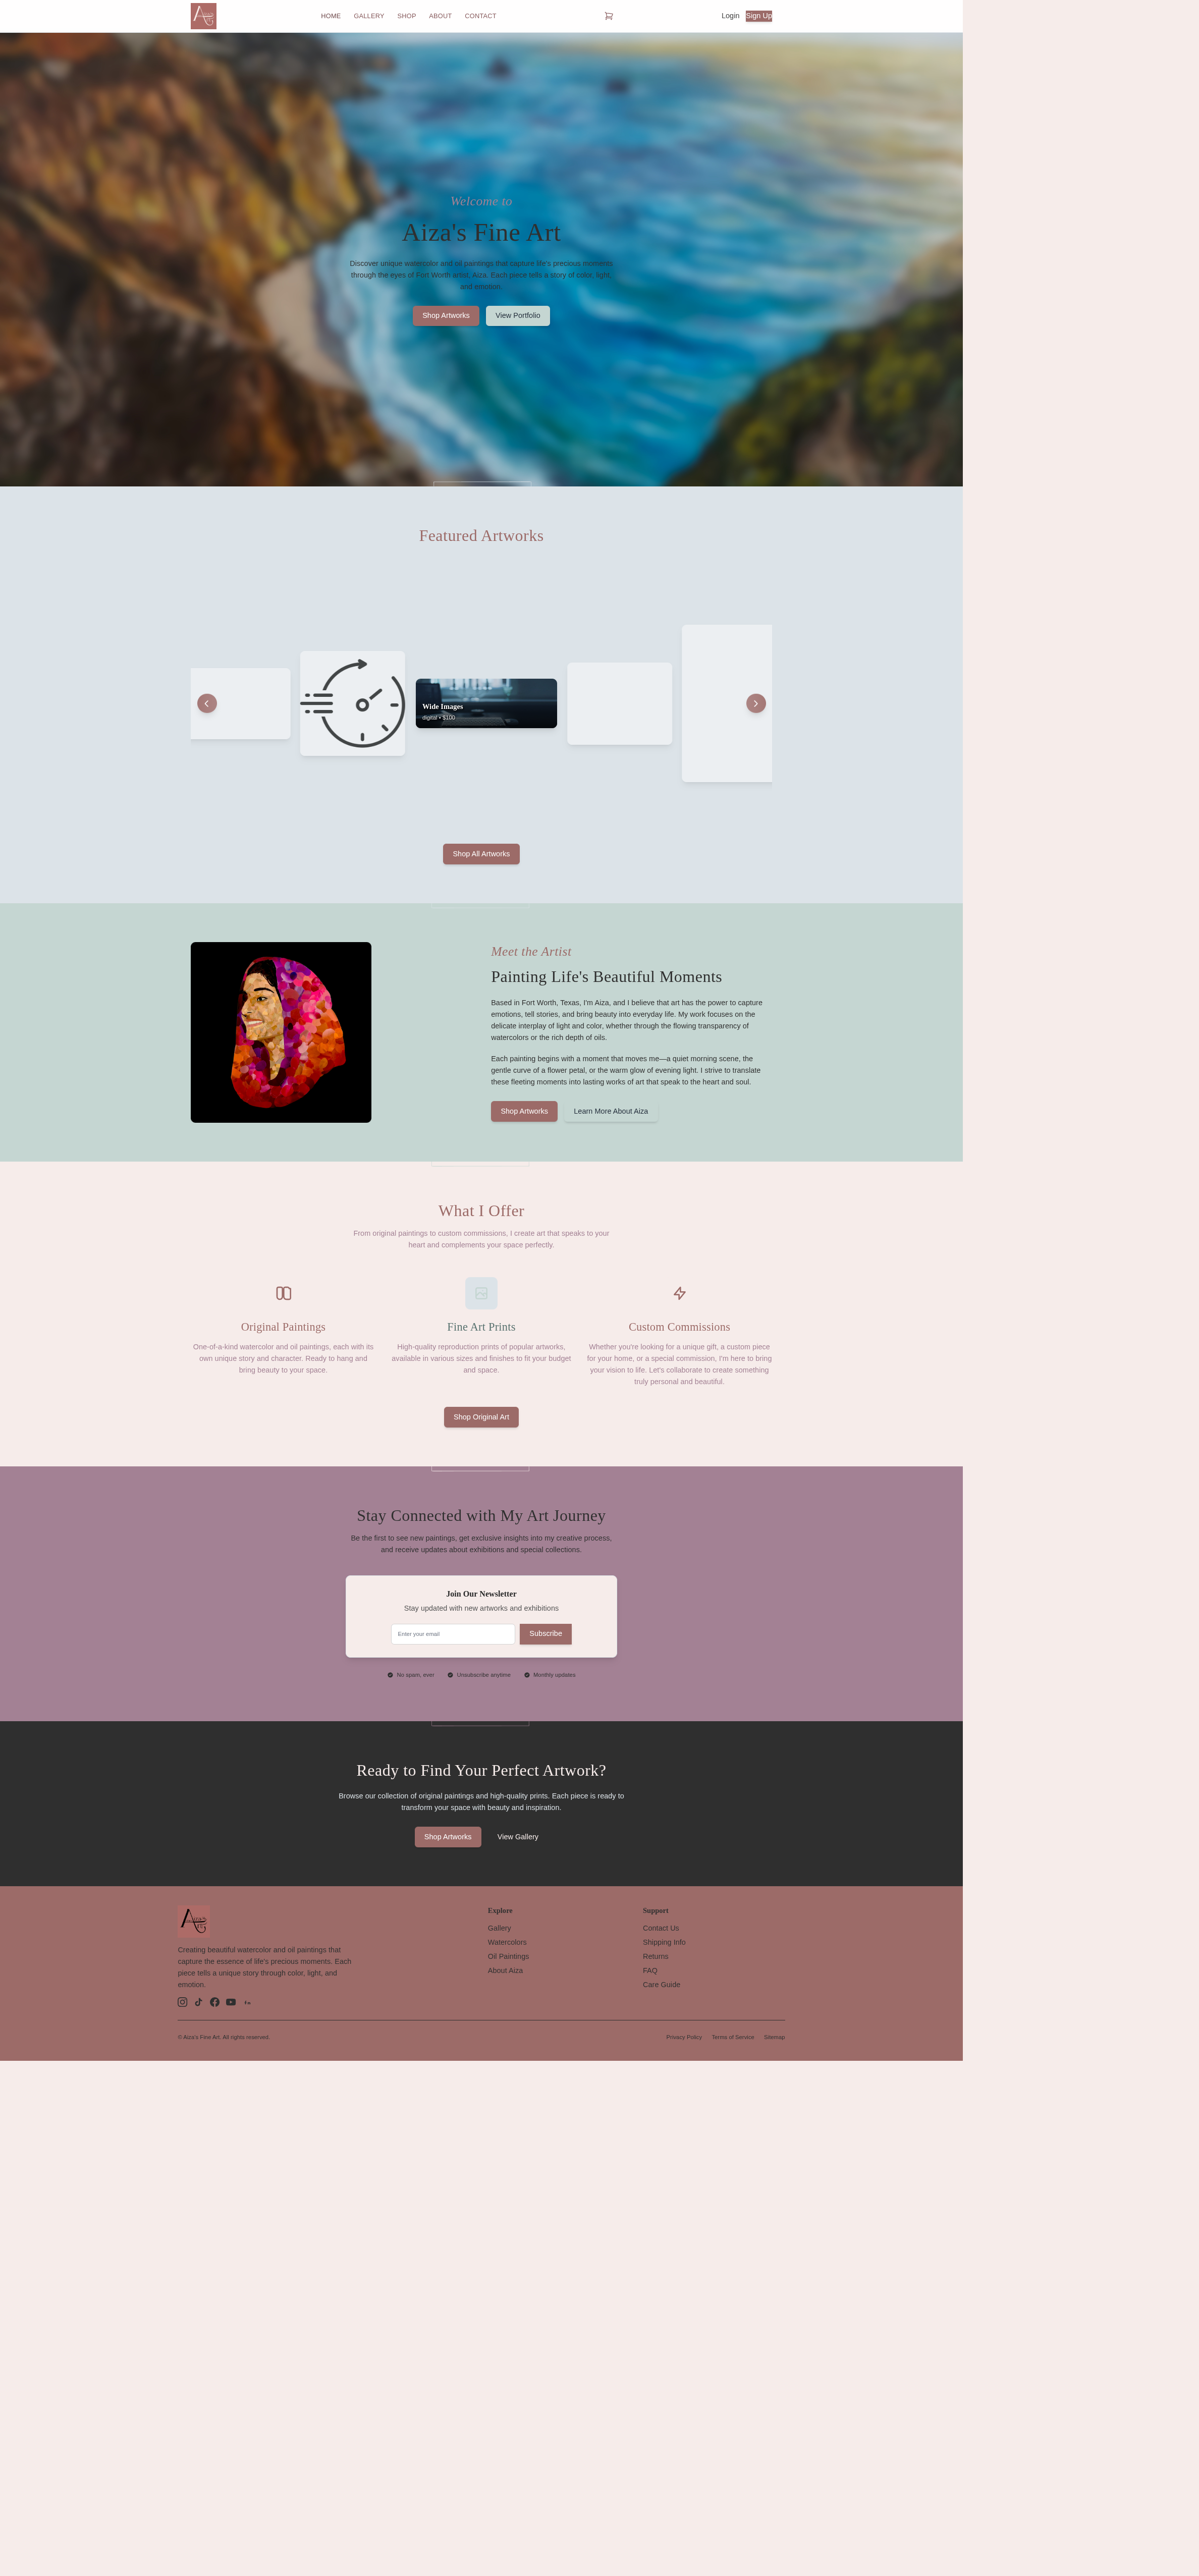 HOME GALLERY SHOP ABOUT CONTACT Login Sign Up
Welcome to
Aiza's Fine Art
Discover unique watercolor and oil paintings that capture life's precious moments
through the eyes of Fort Worth artist, Aiza. Each piece tells a story of color, light,
and emotion.
Shop Artworks View Portfolio
Featured Artworks
Wide Images
digital • $100
Shop All Artworks
Meet the Artist
Painting Life's Beautiful Moments
Based in Fort Worth, Texas, I'm Aiza, and I believe that art has the power to capture
emotions, tell stories, and bring beauty into everyday life. My work focuses on the
delicate interplay of light and color, whether through the flowing transparency of
watercolors or the rich depth of oils.
Each painting begins with a moment that moves me—a quiet morning scene, the
gentle curve of a flower petal, or the warm glow of evening light. I strive to translate
these fleeting moments into lasting works of art that speak to the heart and soul.
Shop Artworks Learn More About Aiza
What I Offer
From original paintings to custom commissions, I create art that speaks to your
heart and complements your space perfectly.
Original Paintings
One-of-a-kind watercolor and oil paintings, each with its
own unique story and character. Ready to hang and
bring beauty to your space.
Fine Art Prints
High-quality reproduction prints of popular artworks,
available in various sizes and finishes to fit your budget
and space.
Custom Commissions
Whether you're looking for a unique gift, a custom piece
for your home, or a special commission, I'm here to bring
your vision to life. Let's collaborate to create something
truly personal and beautiful.
Shop Original Art
Stay Connected with My Art Journey
Be the first to see new paintings, get exclusive insights into my creative process,
and receive updates about exhibitions and special collections.
Join Our Newsletter
Stay updated with new artworks and exhibitions
Enter your email Subscribe
No spam, ever Unsubscribe anytime Monthly updates
Ready to Find Your Perfect Artwork?
Browse our collection of original paintings and high-quality prints. Each piece is ready to
transform your space with beauty and inspiration.
Shop Artworks View Gallery
Creating beautiful watercolor and oil paintings that
capture the essence of life's precious moments. Each
piece tells a unique story through color, light, and
emotion.
Explore
Gallery
Watercolors
Oil Paintings
About Aiza
Support
Contact Us
Shipping Info
Returns
FAQ
Care Guide
© Aiza's Fine Art. All rights reserved.
Privacy Policy Terms of Service Sitemap